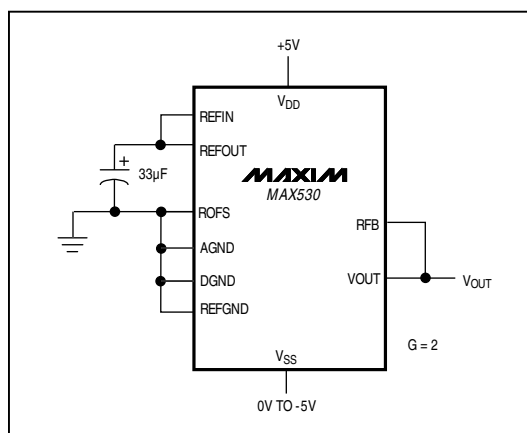 +5V
VDD
REFIN
REFOUT
+
33µF
MAXIM
MAX530
ROFS
RFB
AGND
DGND
VOUT
VOUT
REFGND
G = 2
VSS
0V TO -5V